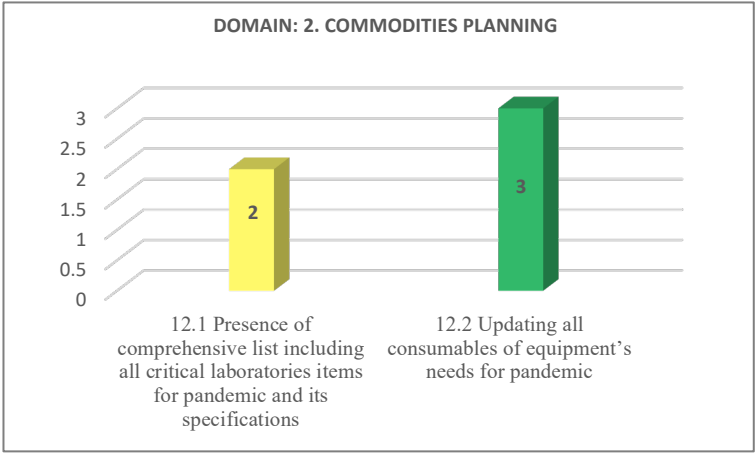 DOMAIN: 2. COMMODITIES PLANNING
3
2.5
2
1.5
1
0.5
0
2
3
12.1 Presence of
comprehensive list including
all critical laboratories items
for pandemic and its
specifications
12.2 Updating all
consumables of equipment’s
needs for pandemic